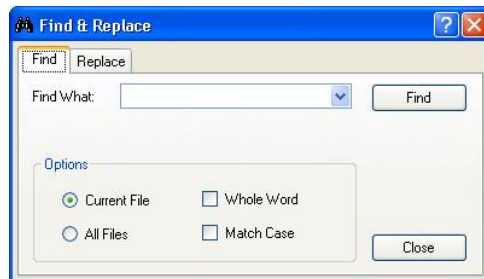 Find & Replace
Find Replace
Find What: Find
Options
Current File Whole Word
All Files Match Case
Close